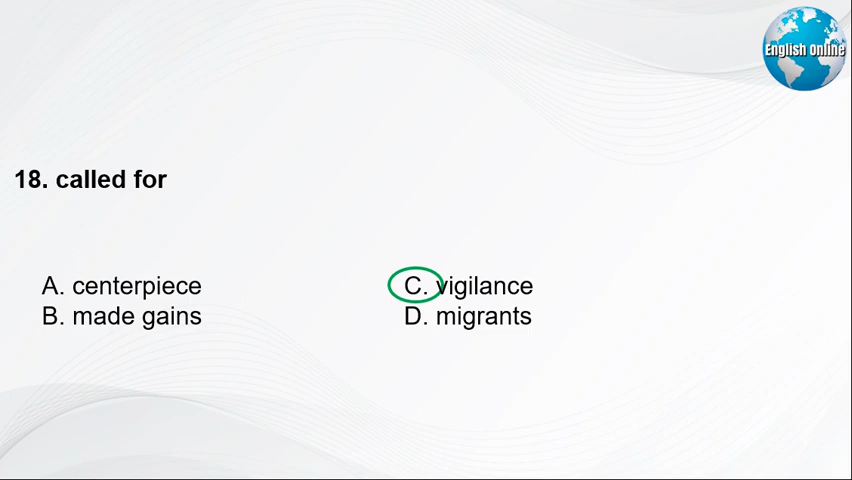 English Online
18. called for
A. centerpiece
C. vigilance
B. made gains
D. migrants